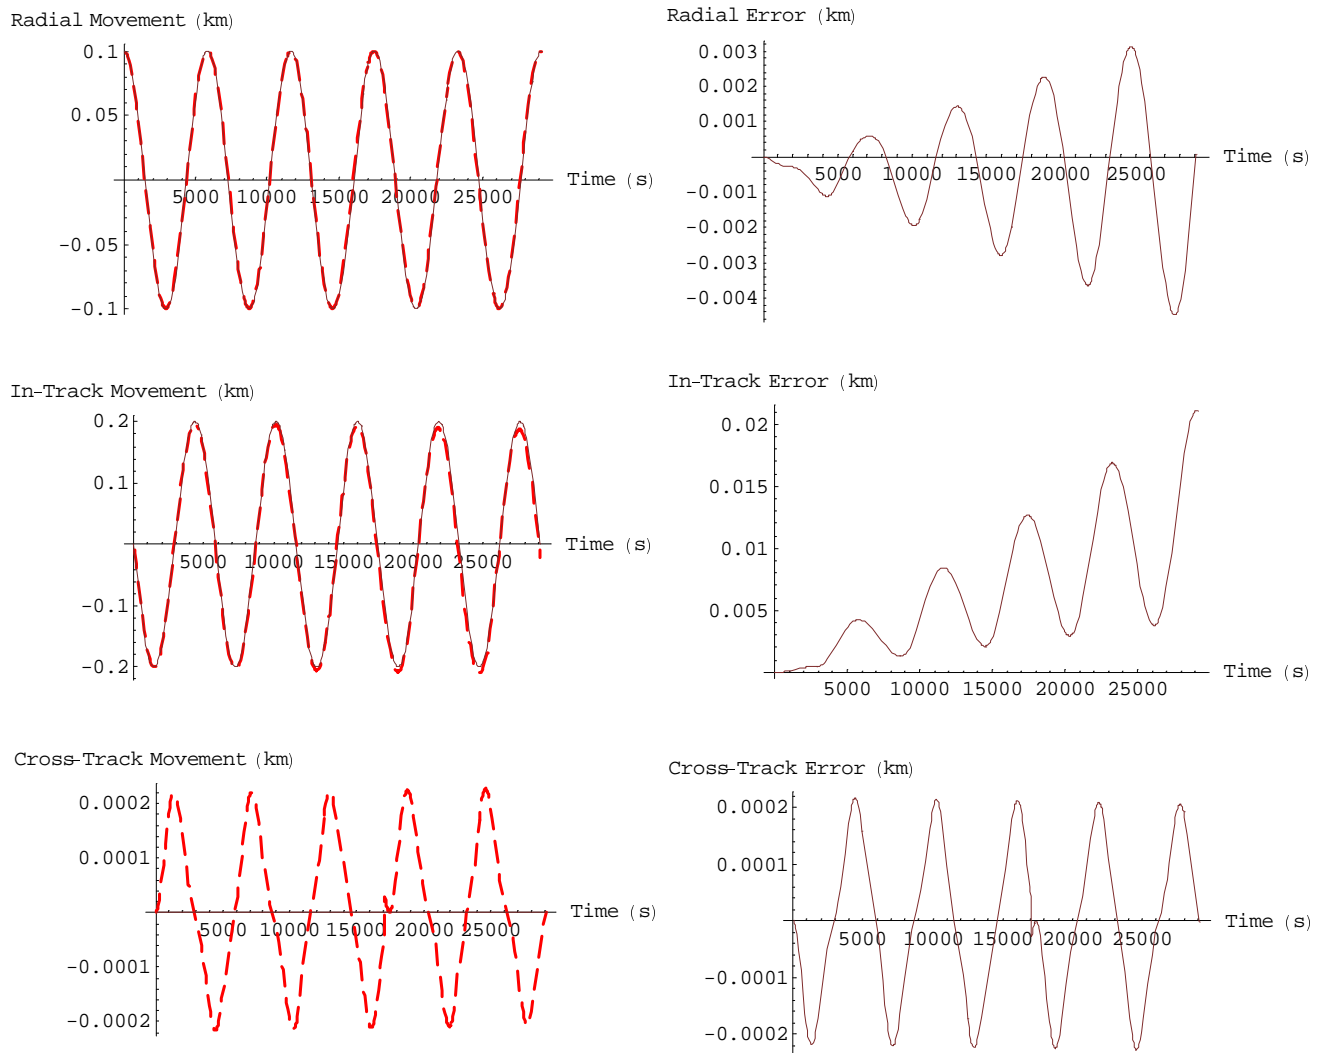 Radial Movement (km)
0.1
0.05
-0.05
-0.1
5000 10000 15000 20000 25000
Time (s)
Radial Error (km)
0.003
0.002
0.001
-0.001
-0.002
-0.003
-0.004
5000 10000 15000 20000 25000
Time (s)
In-Track Movement (km)
0.2
0.1
-0.1
-0.2
5000 10000 15000 20000 25000
Time (s)
In-Track Error (km)
0.02
0.015
0.01
0.005
5000 10000 15000 20000 25000
Time (s)
Cross-Track Movement (km)
0.0002
0.0001
-0.0001
-0.0002
5000 10000 15000 20000 25000
Time (s)
Cross-Track Error (km)
0.0002
0.0001
-0.0001
-0.0002
5000 10000 15000 20000 25000
Time (s)